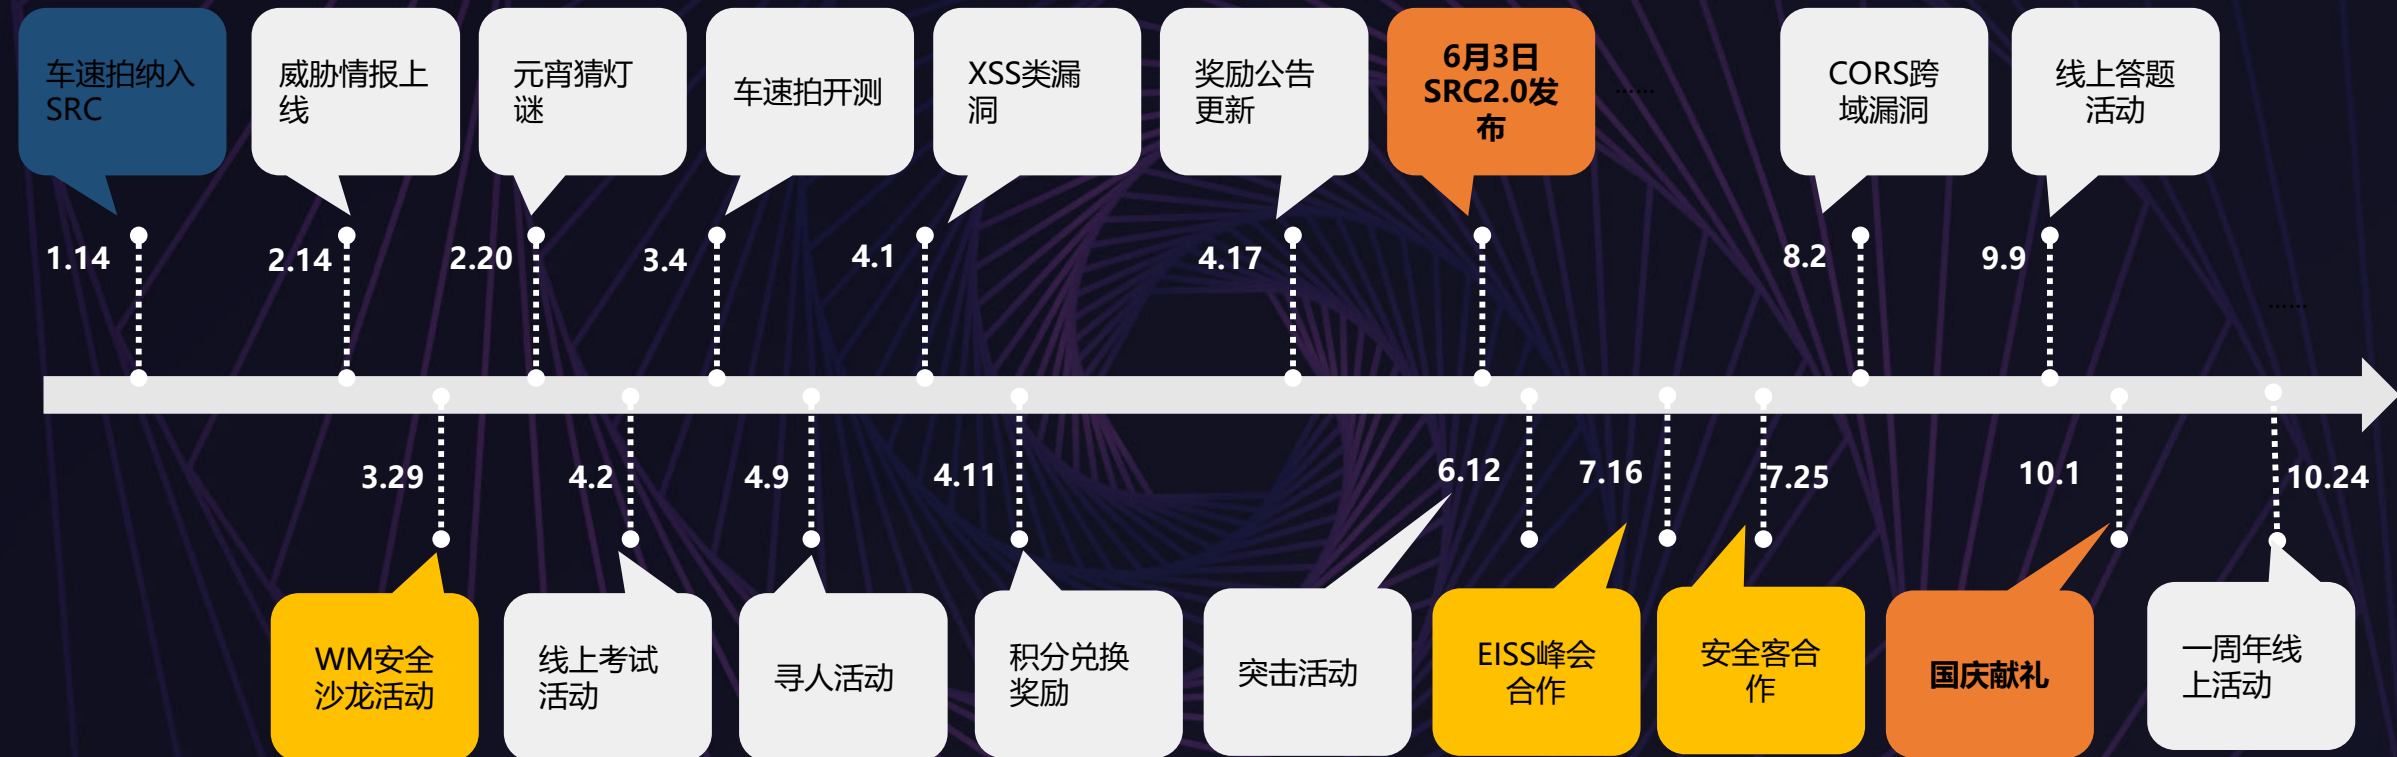 车速拍纳入
SRC
威胁情报上
线
元宵猜灯
谜
车速拍开测
XSS类漏
洞
奖励公告
更新
6月3日
SRC2.0发
布
……
CORS跨
域漏洞
线上答题
活动
1.14
2.14
2.20
3.4
4.1
4.17
8.2
9.9
……
3.29
4.2
4.9
4.11
6.12
7.16
7.25
10.1
10.24
WM安全
沙龙活动
线上考试
活动
寻人活动
积分兑换
奖励
突击活动
EISS峰会
合作
安全客合
作
国庆献礼
一周年线
上活动